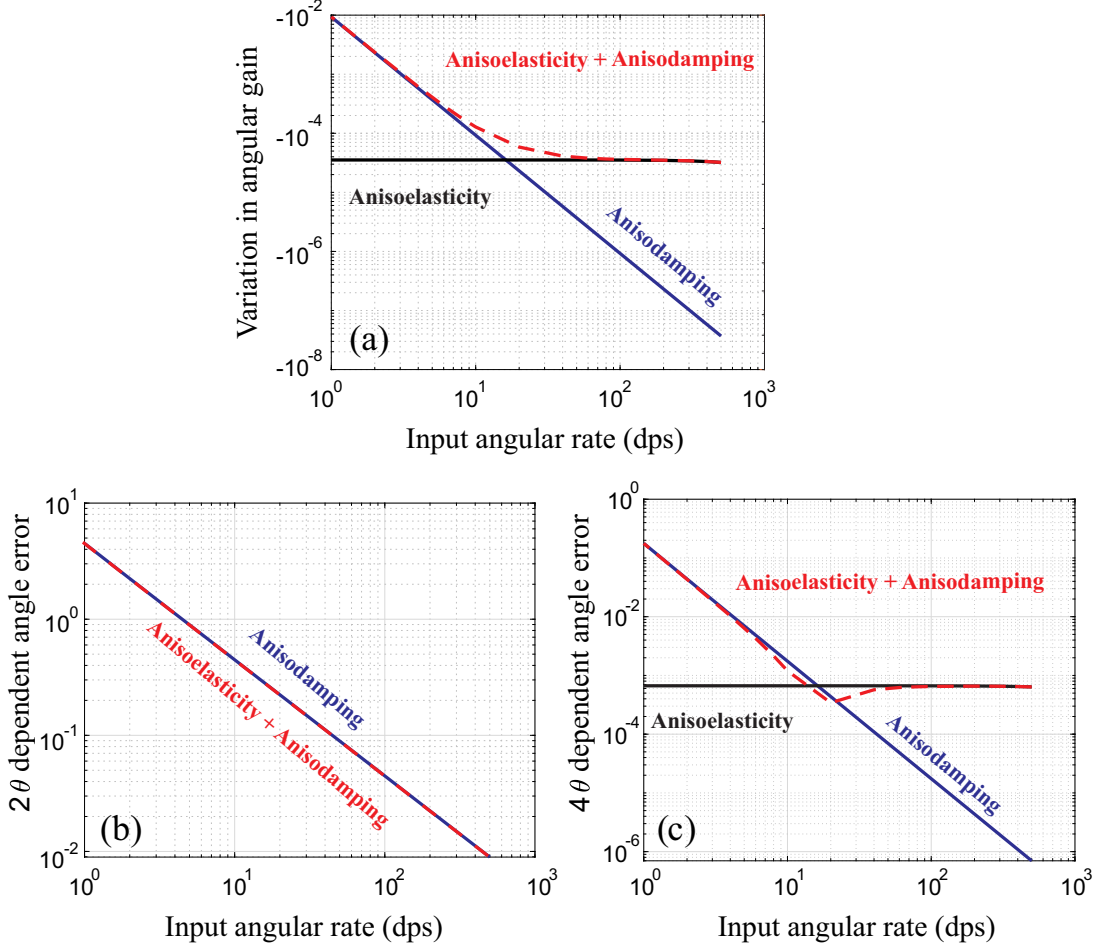 -10^-2
Anisoelasticity + Anisodamping
-10^-4
Anisoelasticity
Anisodamping
-10^-6
(a)
-10^-8
10^0 10^1 10^2 10^3
Variation in angular gain
Input angular rate (dps)
10^1
10^0
Anisodamping
Anisoelasticity + Anisodamping
10^-1
(b)
10^-2
10^0 10^1 10^2 10^3
2θ dependent angle error
Input angular rate (dps)
10^0
Anisoelasticity + Anisodamping
10^-2
Anisoelasticity
10^-4
Anisodamping
(c)
10^-6
10^0 10^1 10^2 10^3
4θ dependent angle error
Input angular rate (dps)